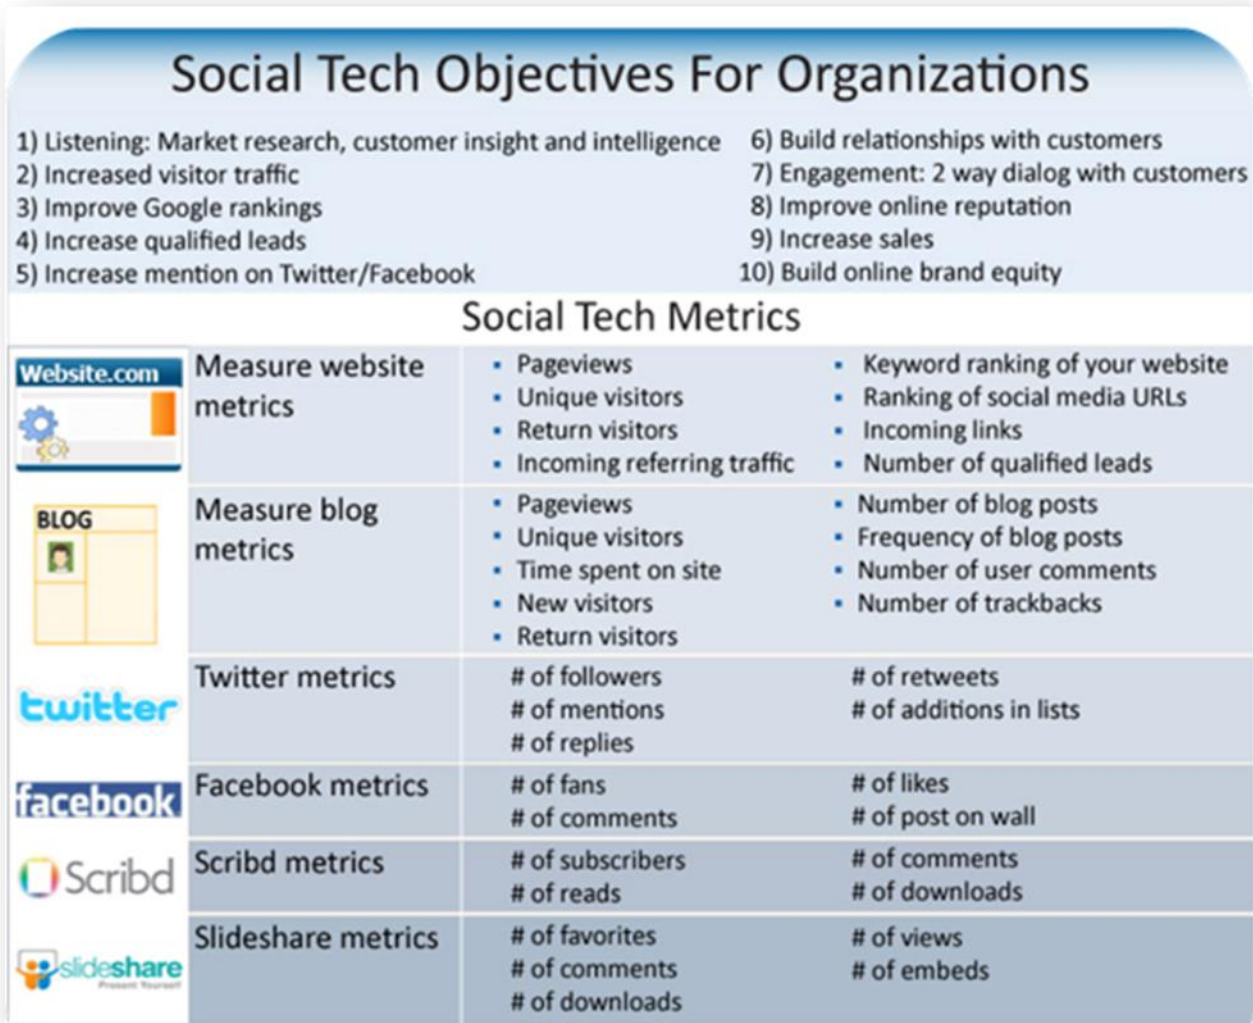 Social Tech Objectives For Organizations
1) Listening: Market research, customer insight and intelligence
2) Increased visitor traffic
3) Improve Google rankings
4) Increase qualified leads
5) Increase mention on Twitter/Facebook
6) Build relationships with customers
7) Engagement: 2 way dialog with customers
8) Improve online reputation
9) Increase sales
10) Build online brand equity
Social Tech Metrics
Website.com
Measure website
metrics
▪ Pageviews
▪ Unique visitors
▪ Return visitors
▪ Incoming referring traffic
▪ Keyword ranking of your website
▪ Ranking of social media URLs
▪ Incoming links
▪ Number of qualified leads
BLOG
Measure blog
metrics
▪ Pageviews
▪ Unique visitors
▪ Time spent on site
▪ New visitors
▪ Return visitors
▪ Number of blog posts
▪ Frequency of blog posts
▪ Number of user comments
▪ Number of trackbacks
twitter
Twitter metrics
# of followers
# of mentions
# of replies
# of retweets
# of additions in lists
facebook
Facebook metrics
# of fans
# of comments
# of likes
# of post on wall
Scribd
Scribd metrics
# of subscribers
# of reads
# of comments
# of downloads
slideshare
Present Yourself
Slideshare metrics
# of favorites
# of comments
# of downloads
# of views
# of embeds